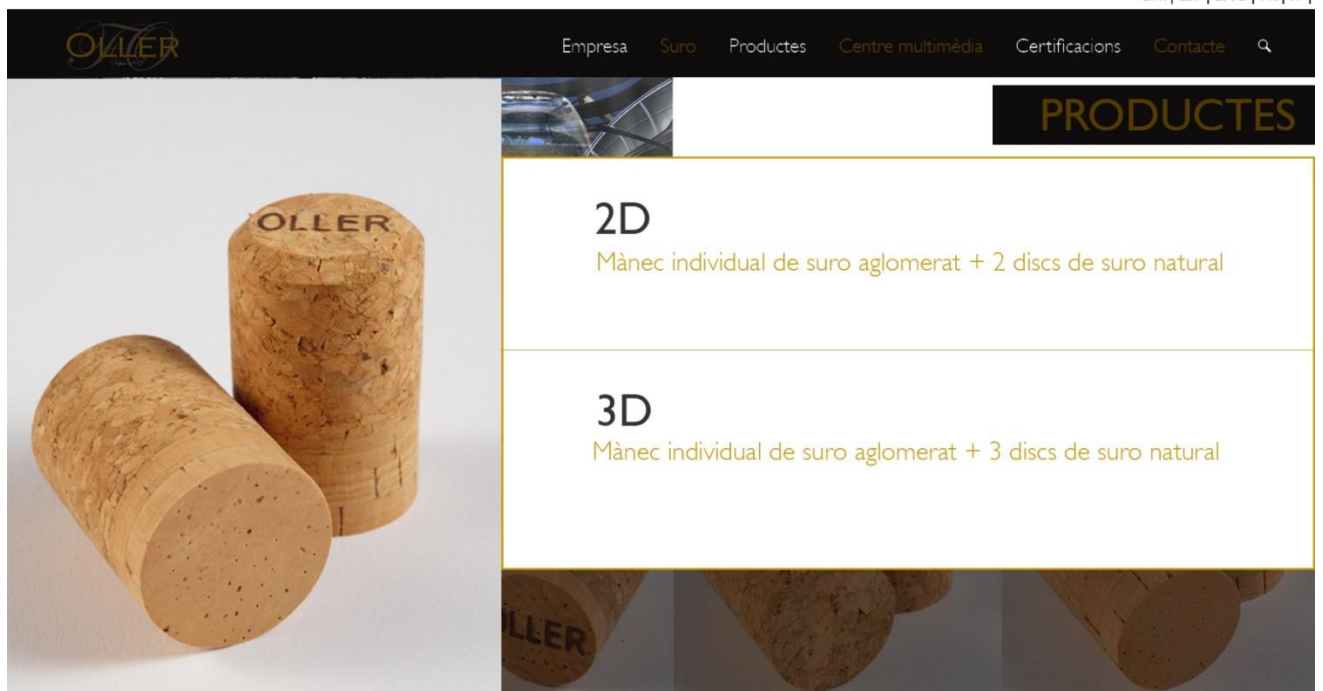 OLLER
Empresa Suro Productes Centre multimèdia Certificacions Contacte
PRODUCTES
OLLER
2D
Mànec individual de suro aglomerat + 2 discs de suro natural
3D
Mànec individual de suro aglomerat + 3 discs de suro natural
OLLER